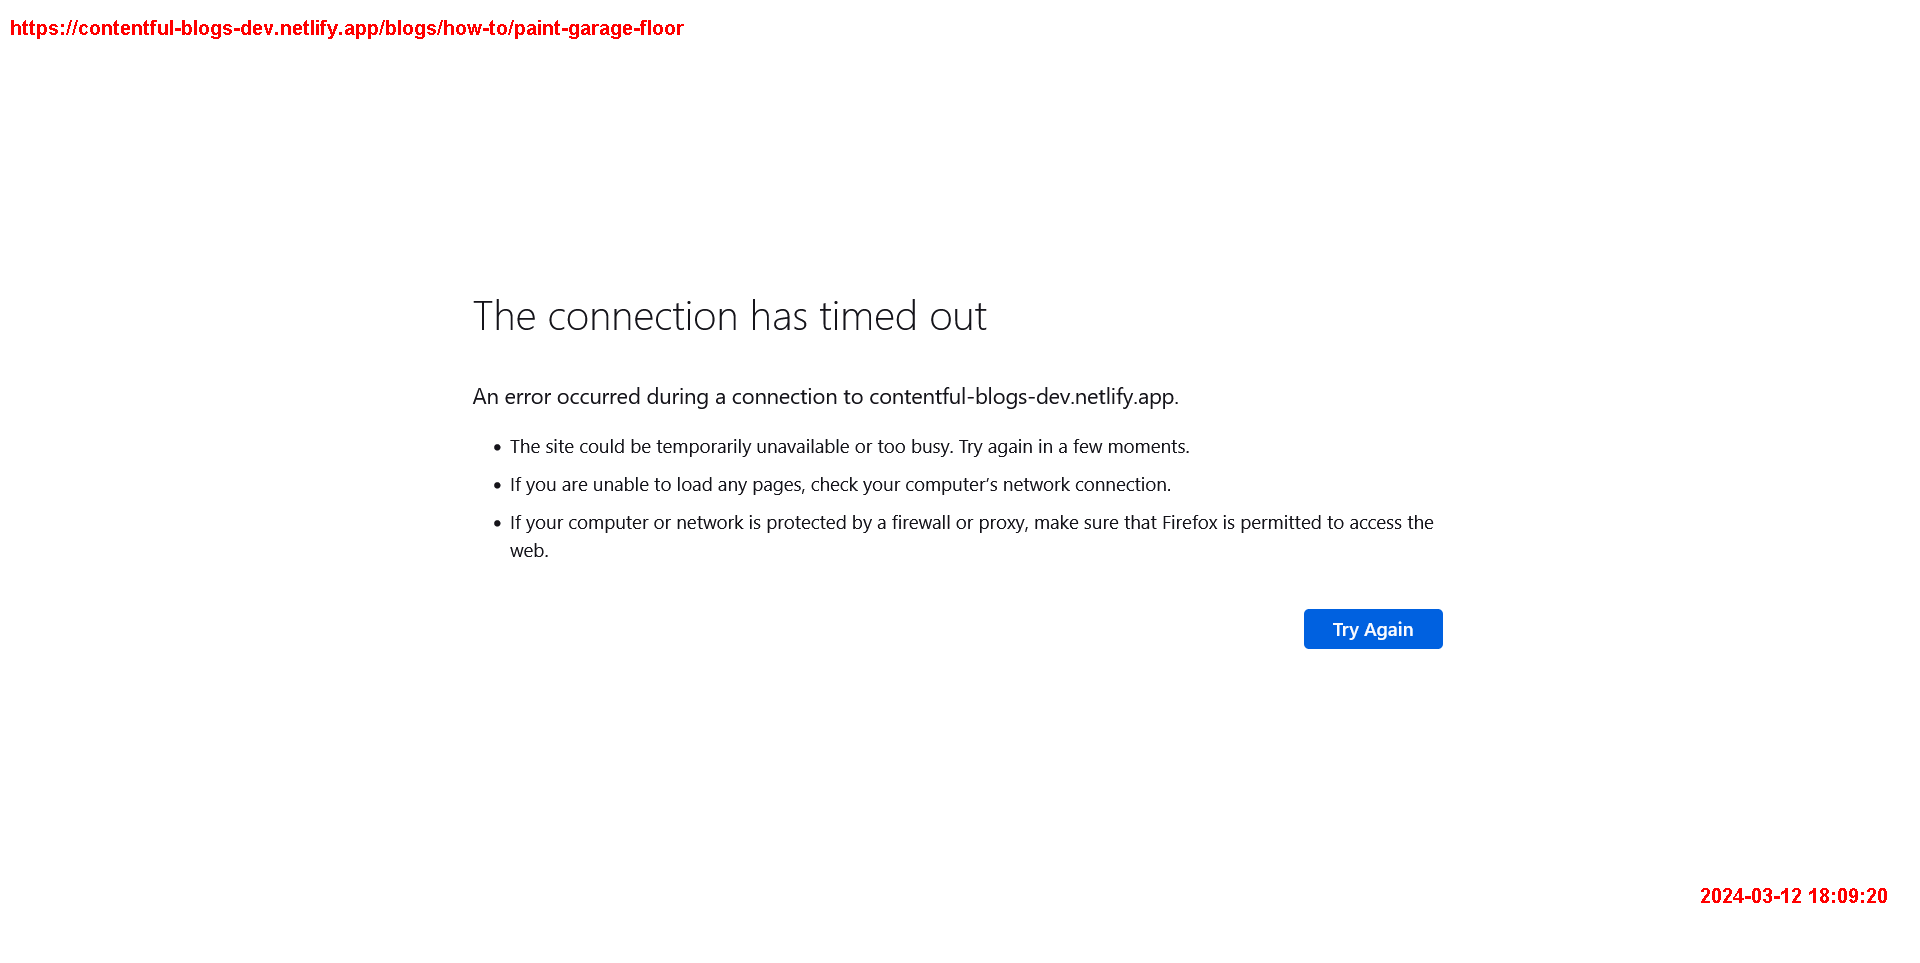 https://contentful-blogs-dev.netlify.app/blogs/how-to/paint-garage-floor
The connection has timed out
An error occurred during a connection to contentful-blogs-dev.netlify.app.
• The site could be temporarily unavailable or too busy. Try again in a few moments.
• If you are unable to load any pages, check your computer’s network connection.
• If your computer or network is protected by a firewall or proxy, make sure that Firefox is permitted to access the
web.
Try Again
2024-03-12 18:09:20